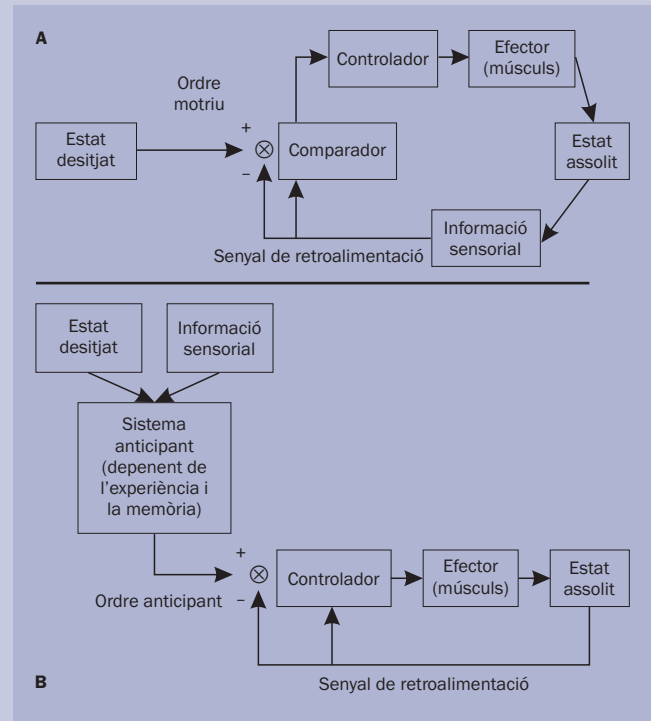 A
Ordre
motriu
Estat
desitjat
+
−
Comparador
Controlador
Efector
(músculs)
Estat
assolit
Informació
sensorial
Senyal de retroalimentació
Estat
desitjat
Informació
sensorial
Sistema
anticipant
(depenent de
l'experiència i
la memòria)
Ordre anticipant
+
−
Controlador
Efector
(músculs)
Estat
assolit
Senyal de retroalimentació
B